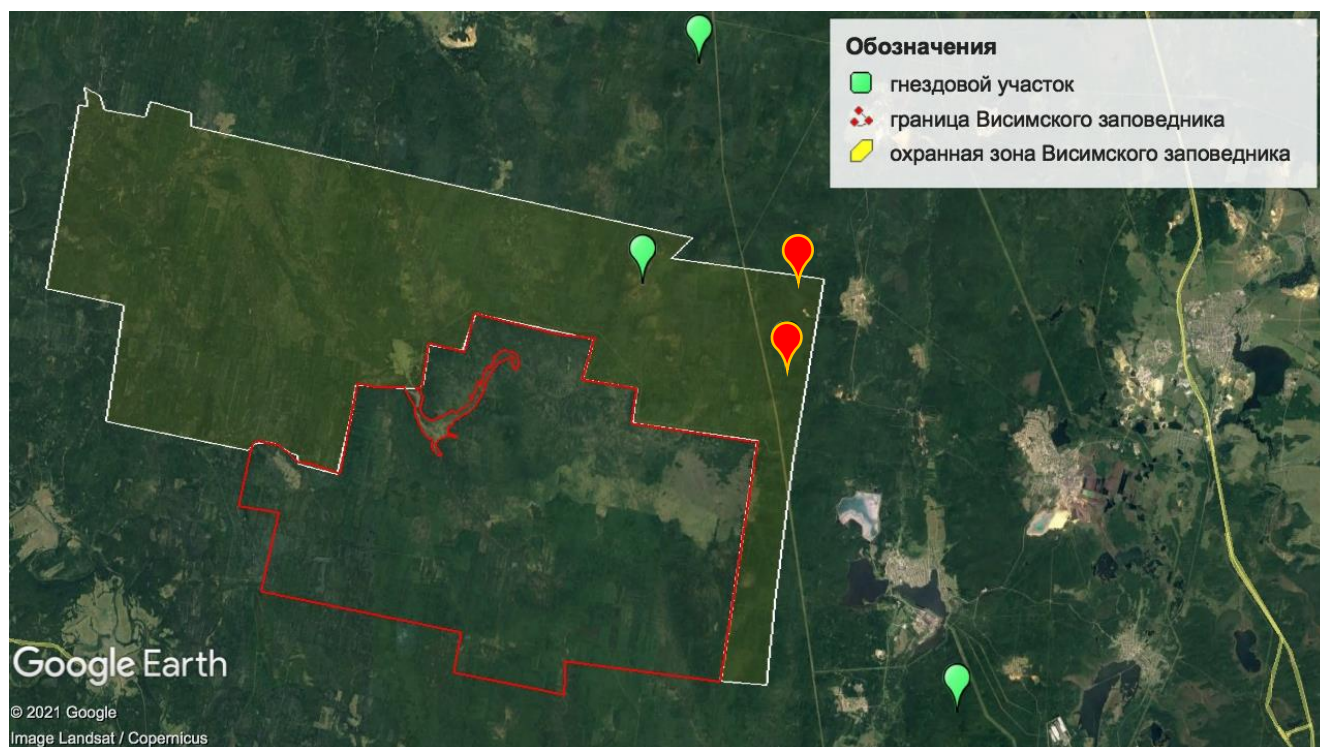 Обозначения
гнездовой участок
граница Висимского заповедника
охранная зона Висимского заповедника
Google Earth
© 2021 Google
Image Landsat / Copernicus